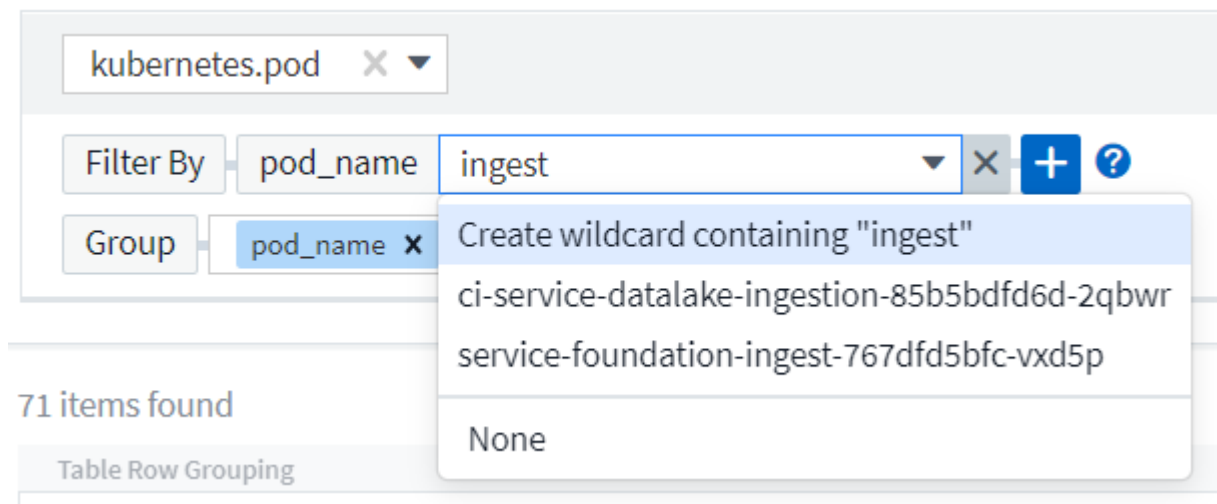 kubernetes.pod
Filter By pod_name ingest
Group pod_name
Create wildcard containing "ingest"
ci-service-datalake-ingestion-85b5bdfd6d-2qbwr
service-foundation-ingest-767dfd5bfc-vxd5p
None
71 items found
Table Row Grouping